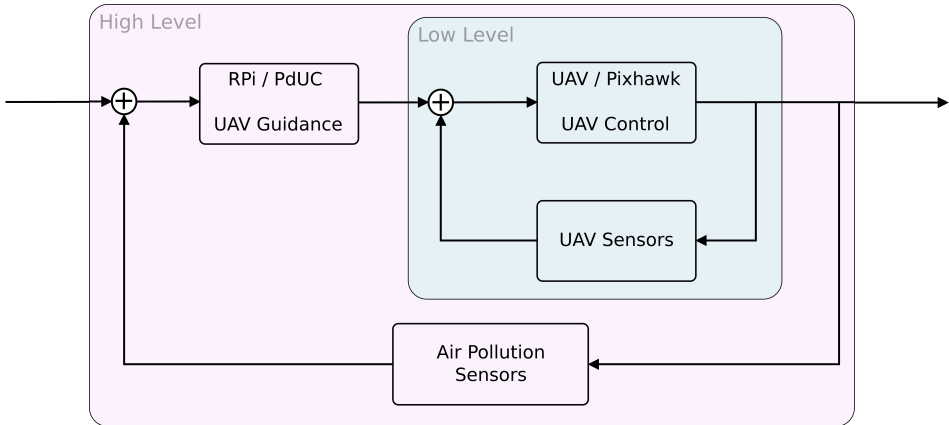 High Level
Low Level
RPi / PdUC
UAV Guidance
UAV / Pixhawk
UAV Control
UAV Sensors
Air Pollution
Sensors